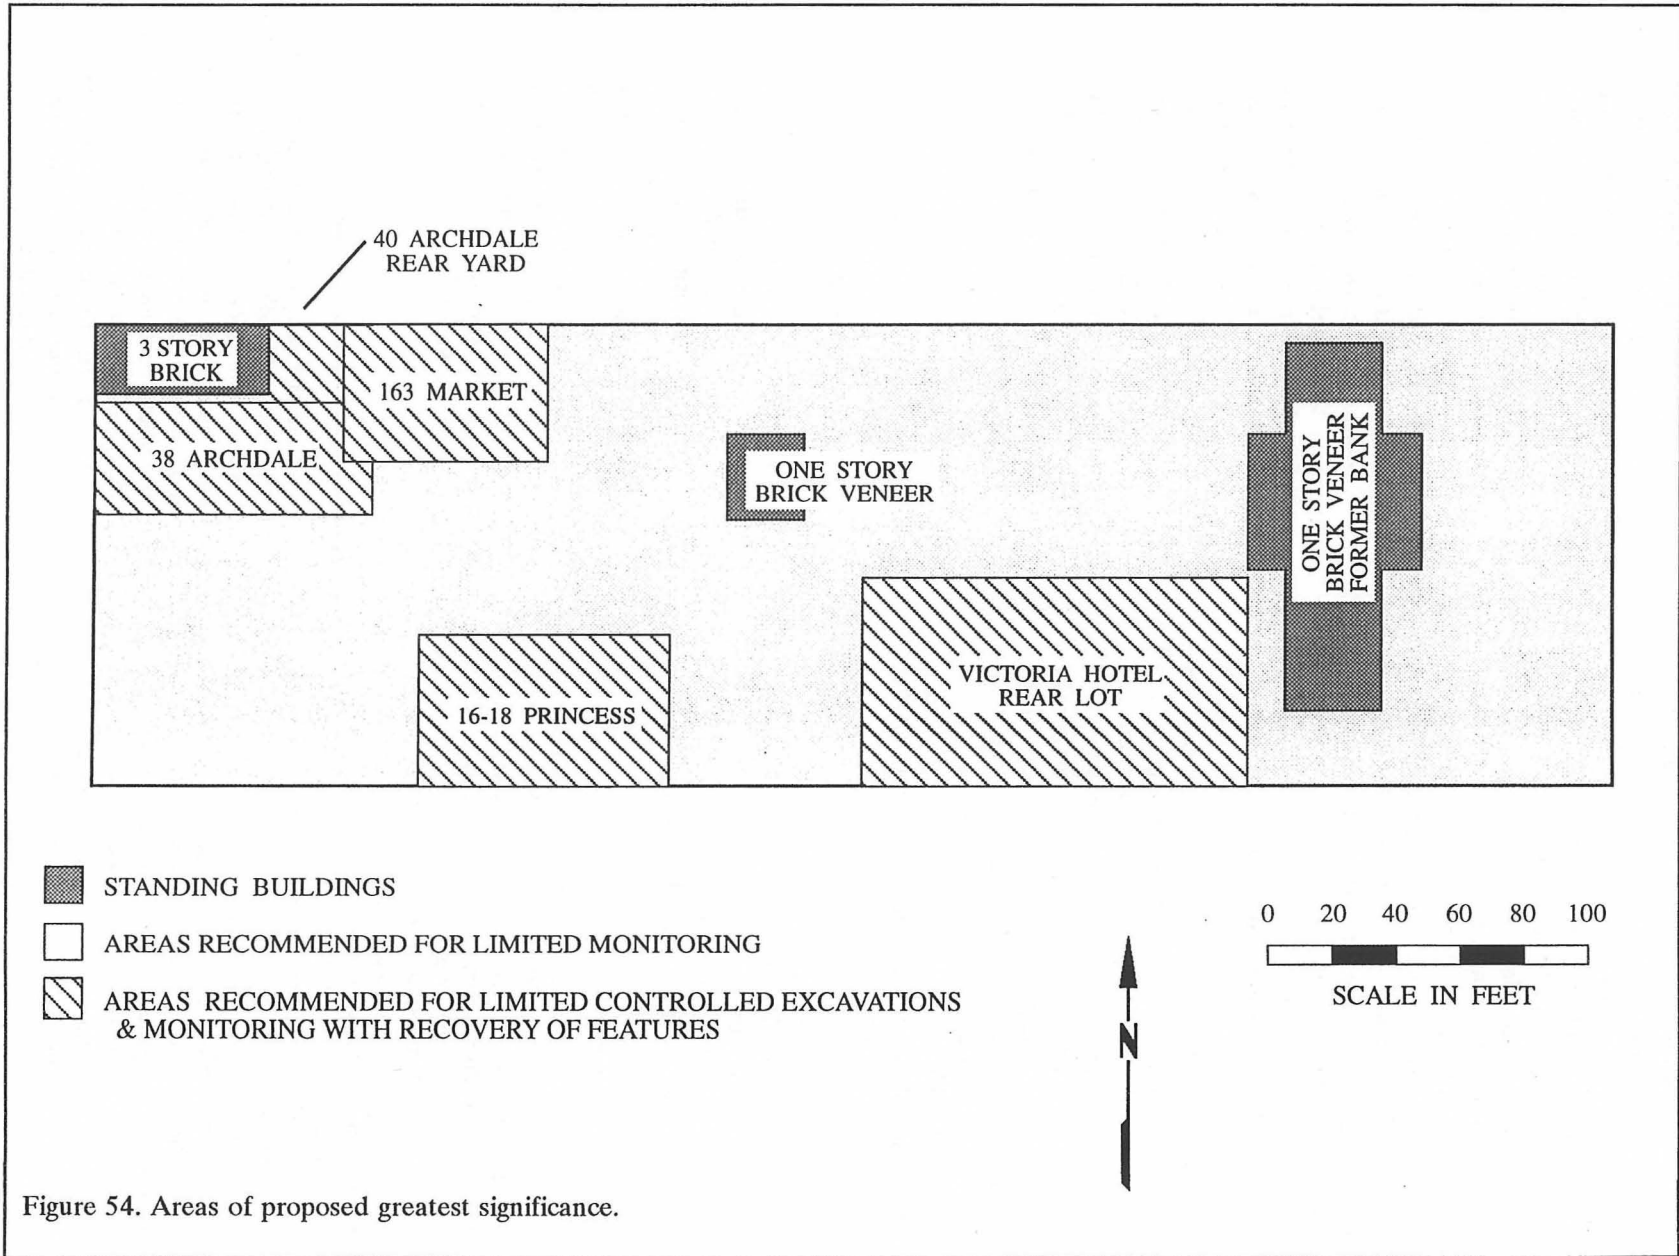 40 ARCHDALE
REAR YARD
3 STORY
BRICK
163 MARKET
38 ARCHDALE
ONE STORY
BRICK VENEER
ONE STORY
BRICK VENEER
FORMER BANK
VICTORIA HOTEL
REAR LOT
16-18 PRINCESS
STANDING BUILDINGS
AREAS RECOMMENDED FOR LIMITED MONITORING
AREAS RECOMMENDED FOR LIMITED CONTROLLED EXCAVATIONS
& MONITORING WITH RECOVERY OF FEATURES
0 20 40 60 80 100
SCALE IN FEET
N
Figure 54. Areas of proposed greatest significance.